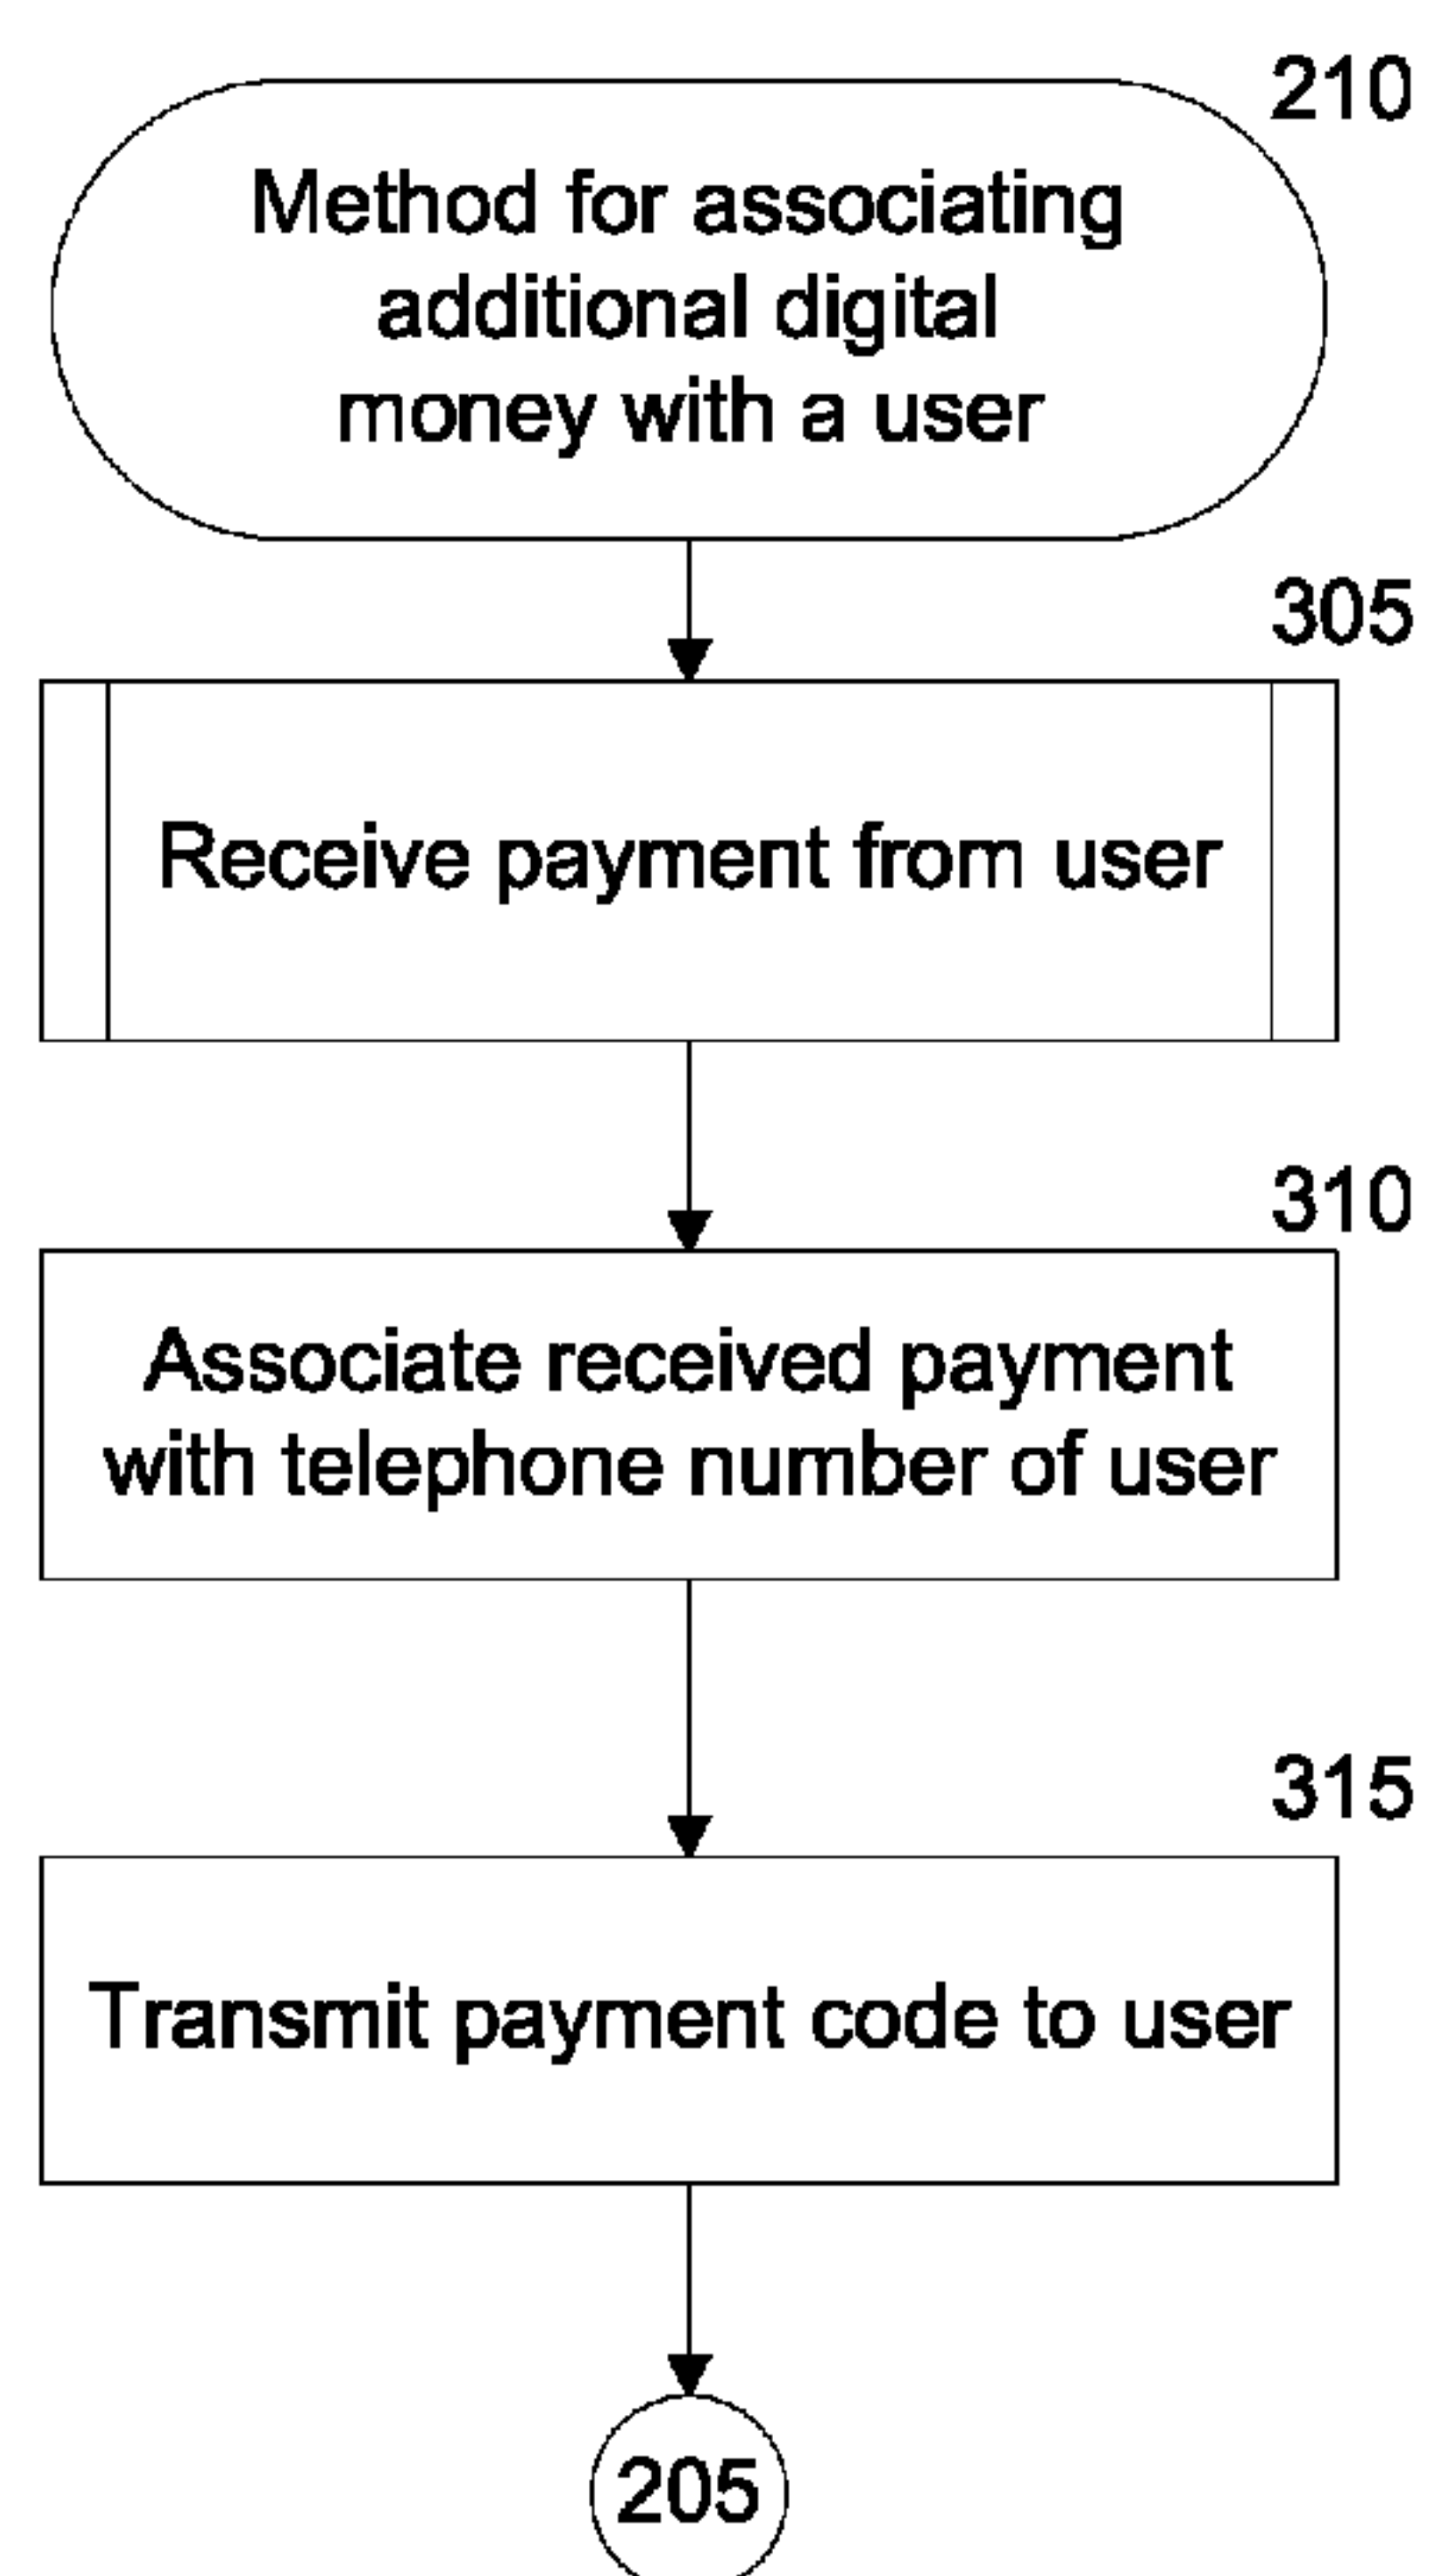 210
Method for associating
additional digital
money with a user
305
Receive payment from user
310
Associate received payment
with telephone number of user
315
Transmit payment code to user
205